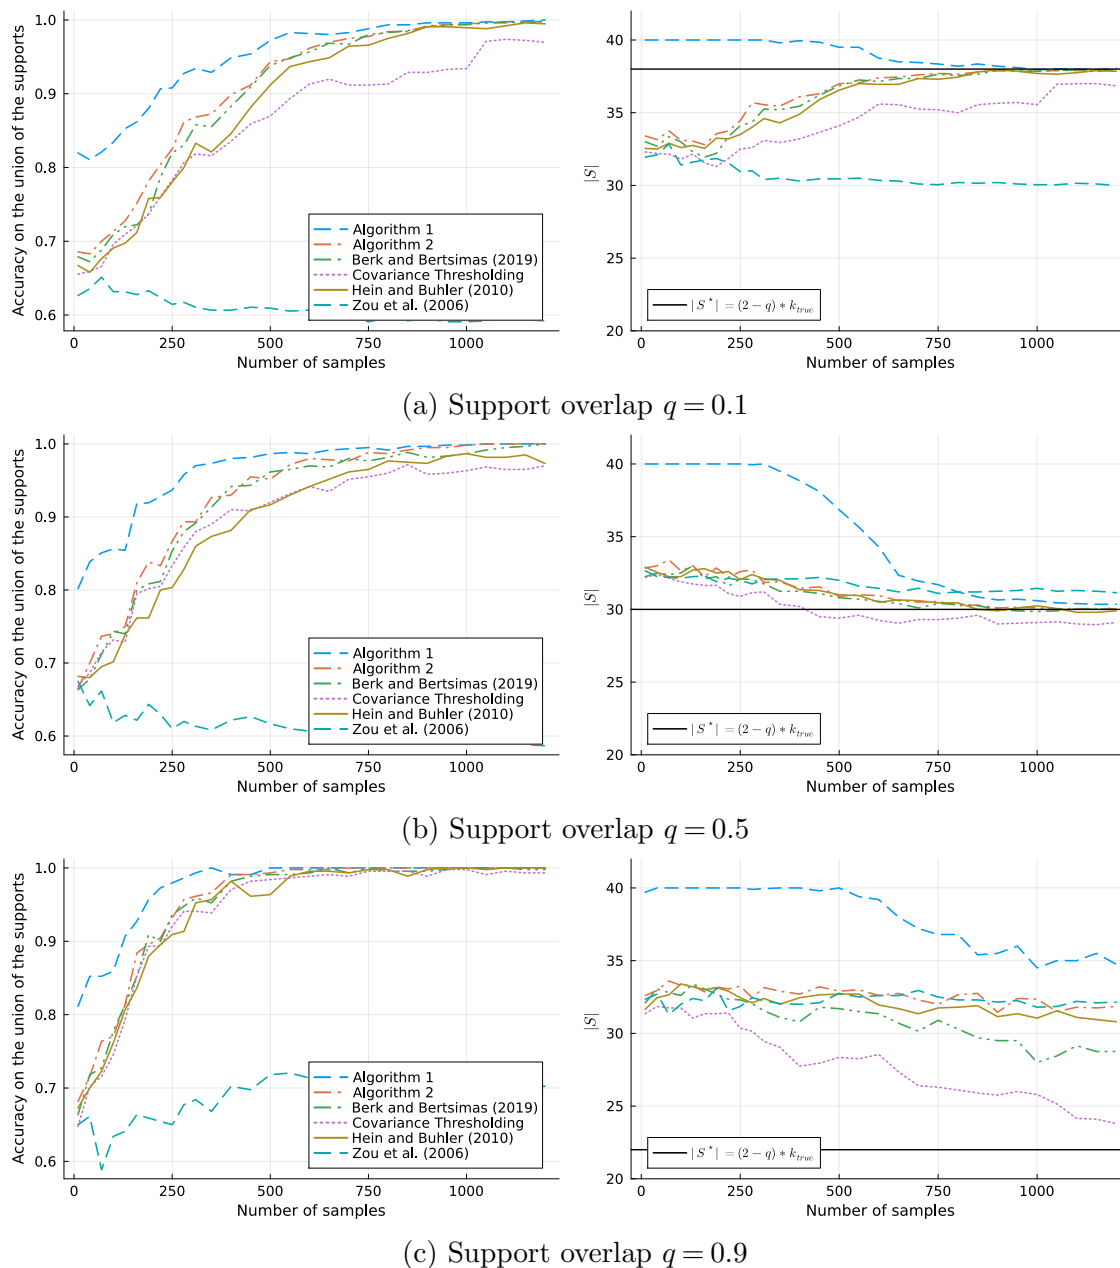 Accuracy on the union of the supports
1.0
0.9
0.8
0.7
0.6
0
250
500
750
1000
Number of samples
Algorithm 1
Algorithm 2
Berk and Bertsimas (2019)
Covariance Thresholding
Hein and Buhler (2010)
Zou et al. (2006)
|S|
40
35
30
25
20
0
250
500
750
1000
Number of samples
|S⋆| = (2 − q) ∗ k_true
(a) Support overlap q = 0.1
Accuracy on the union of the supports
1.0
0.9
0.8
0.7
0.6
0
250
500
750
1000
Number of samples
Algorithm 1
Algorithm 2
Berk and Bertsimas (2019)
Covariance Thresholding
Hein and Buhler (2010)
Zou et al. (2006)
|S|
40
35
30
25
20
0
250
500
750
1000
Number of samples
|S⋆| = (2 − q) ∗ k_true
(b) Support overlap q = 0.5
Accuracy on the union of the supports
1.0
0.9
0.8
0.7
0.6
0
250
500
750
1000
Number of samples
Algorithm 1
Algorithm 2
Berk and Bertsimas (2019)
Covariance Thresholding
Hein and Buhler (2010)
Zou et al. (2006)
|S|
40
35
30
25
20
0
250
500
750
1000
Number of samples
|S⋆| = (2 − q) ∗ k_true
(c) Support overlap q = 0.9